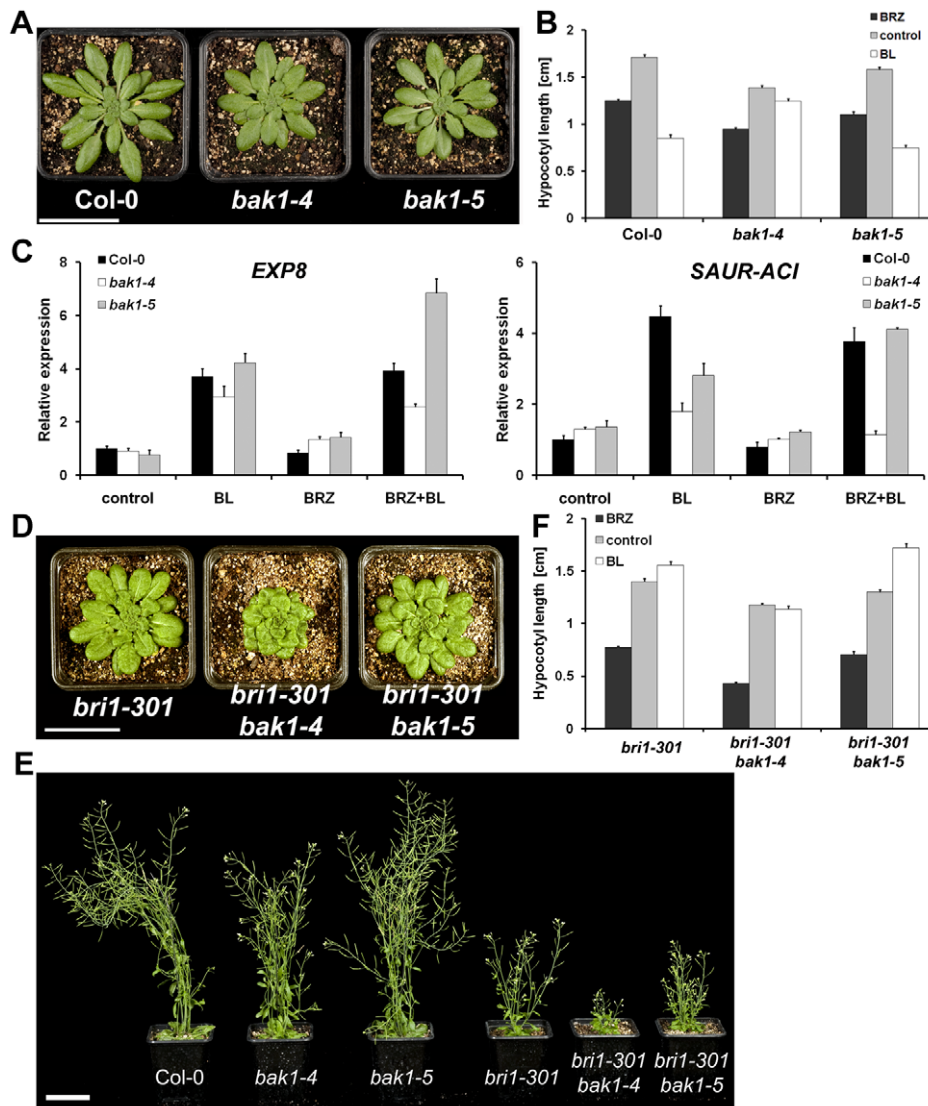 A
Col-0
bak1-4
bak1-5
B
BRZ
control
BL
Hypocotyl length [cm]
2
1.5
1
0.5
0
Col-0
bak1-4
bak1-5
C
Col-0
bak1-4
bak1-5
EXP8
Relative expression
8
6
4
2
0
control
BL
BRZ
BRZ+BL
SAUR-ACI
Col-0
bak1-4
bak1-5
Relative expression
6
4
2
0
control
BL
BRZ
BRZ+BL
D
bri1-301
bri1-301
bak1-4
bri1-301
bak1-5
F
BRZ
control
BL
Hypocotyl length [cm]
2
1.5
1
0.5
0
bri1-301
bri1-301
bak1-4
bri1-301
bak1-5
E
Col-0
bak1-4
bak1-5
bri1-301
bri1-301
bak1-4
bri1-301
bak1-5